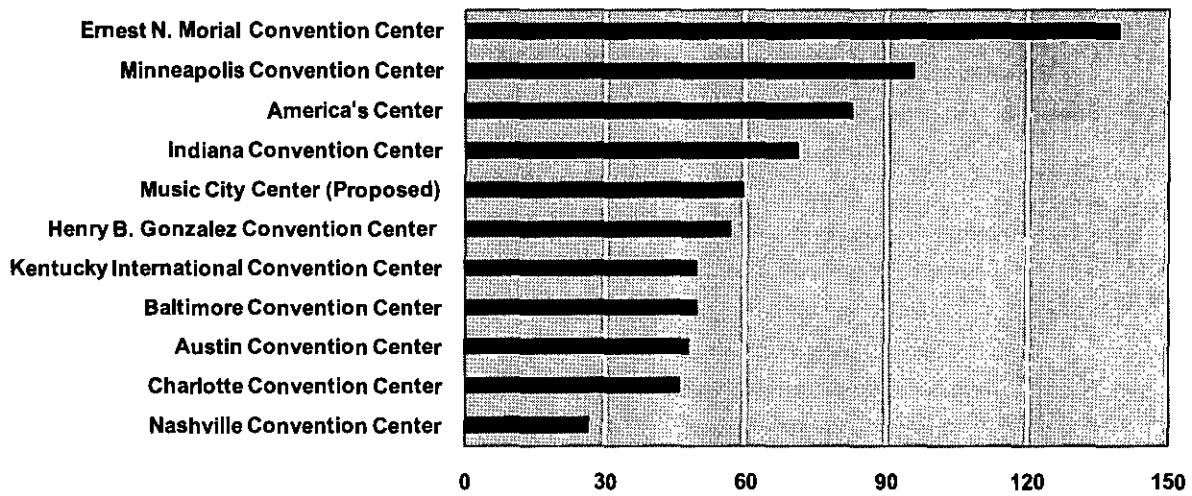 Ernest N. Morial Convention Center
Minneapolis Convention Center
America's Center
Indiana Convention Center
Music City Center (Proposed)
Henry B. Gonzalez Convention Center
Kentucky International Convention Center
Baltimore Convention Center
Austin Convention Center
Charlotte Convention Center
Nashville Convention Center
0 30 60 90 120 150